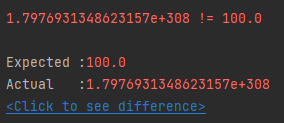 1.7976931348623157e+308 != 100.0
Expected :100.0
Actual   :1.7976931348623157e+308
<Click to see difference>